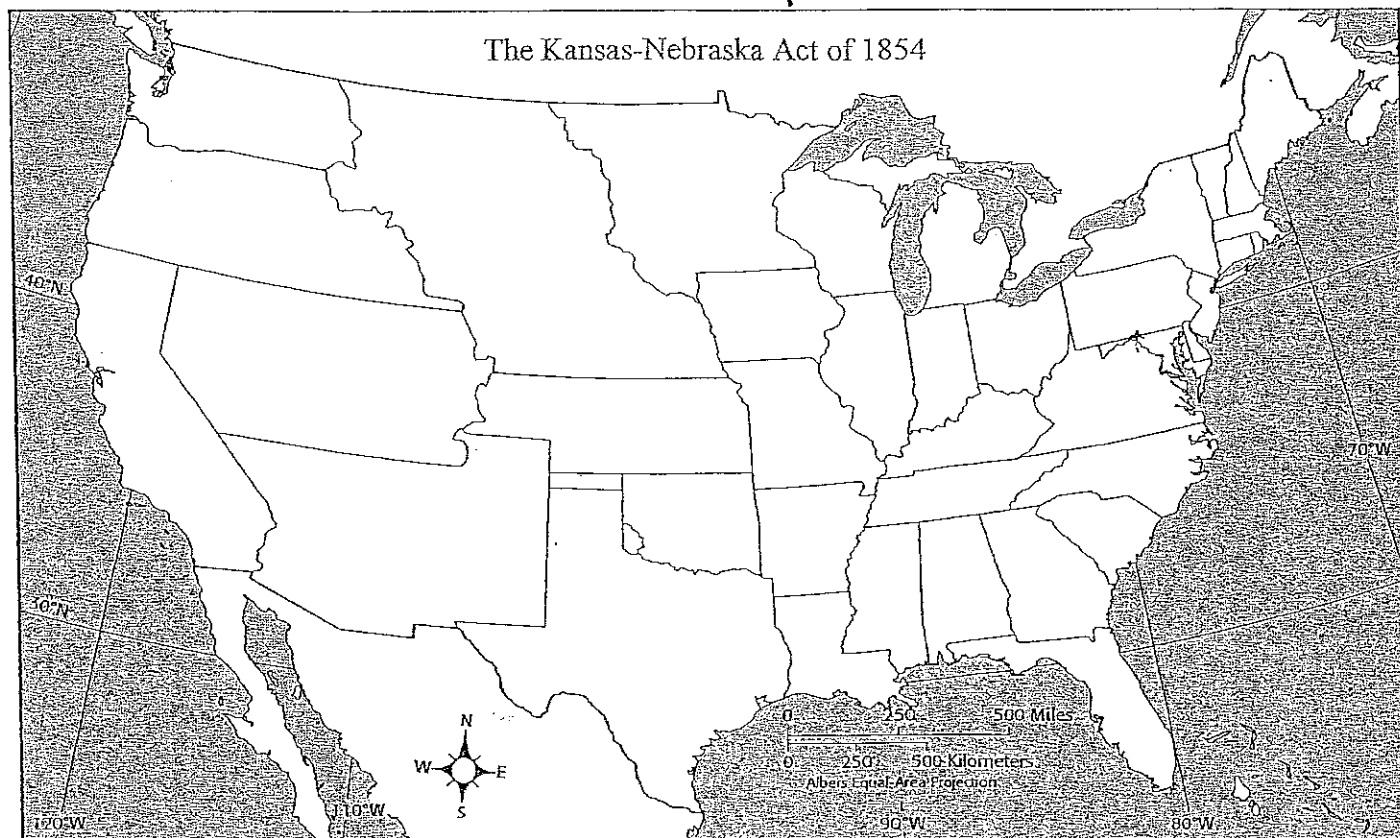 The Kansas-Nebraska Act of 1854
40°N
70°W
30°N
N
W
E
S
0 250 500 Miles
0 250 500 Kilometers
Albers Equal-Area Projection
120°W
110°W
90°W
80°W